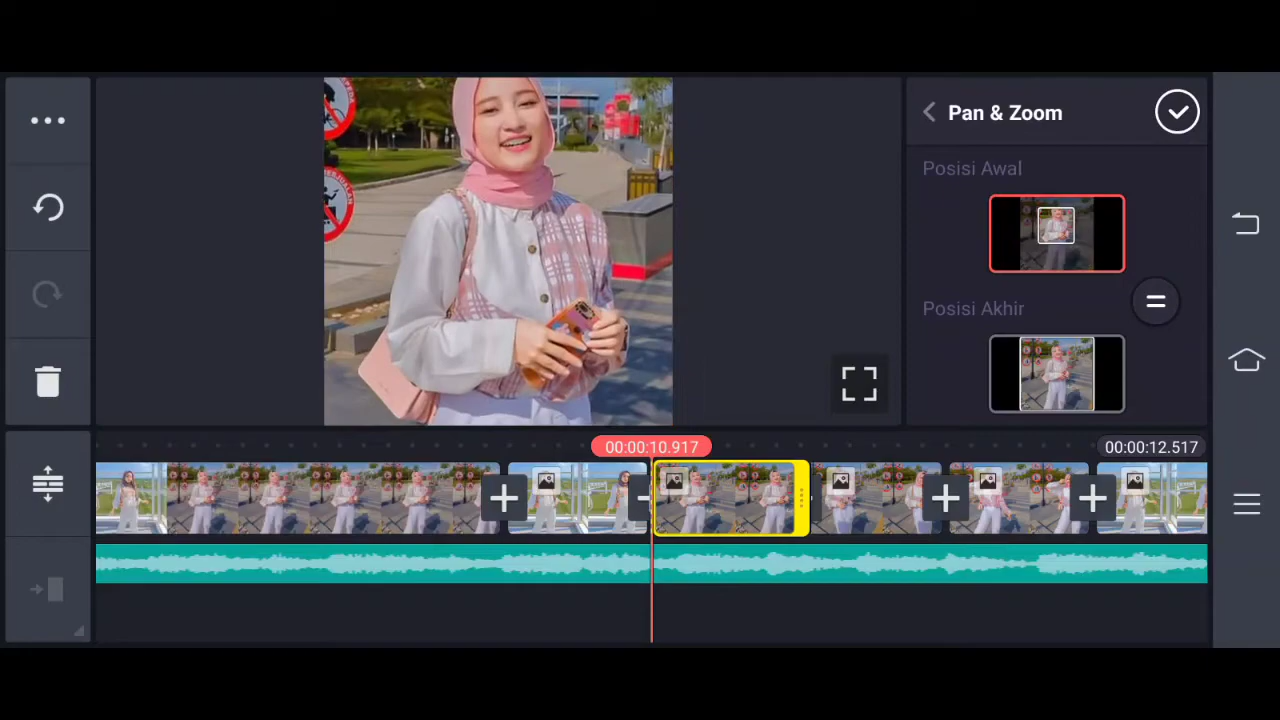 Pan & Zoom
Posisi Awal
Posisi Akhir
00:00:10.917
00:00:12.517